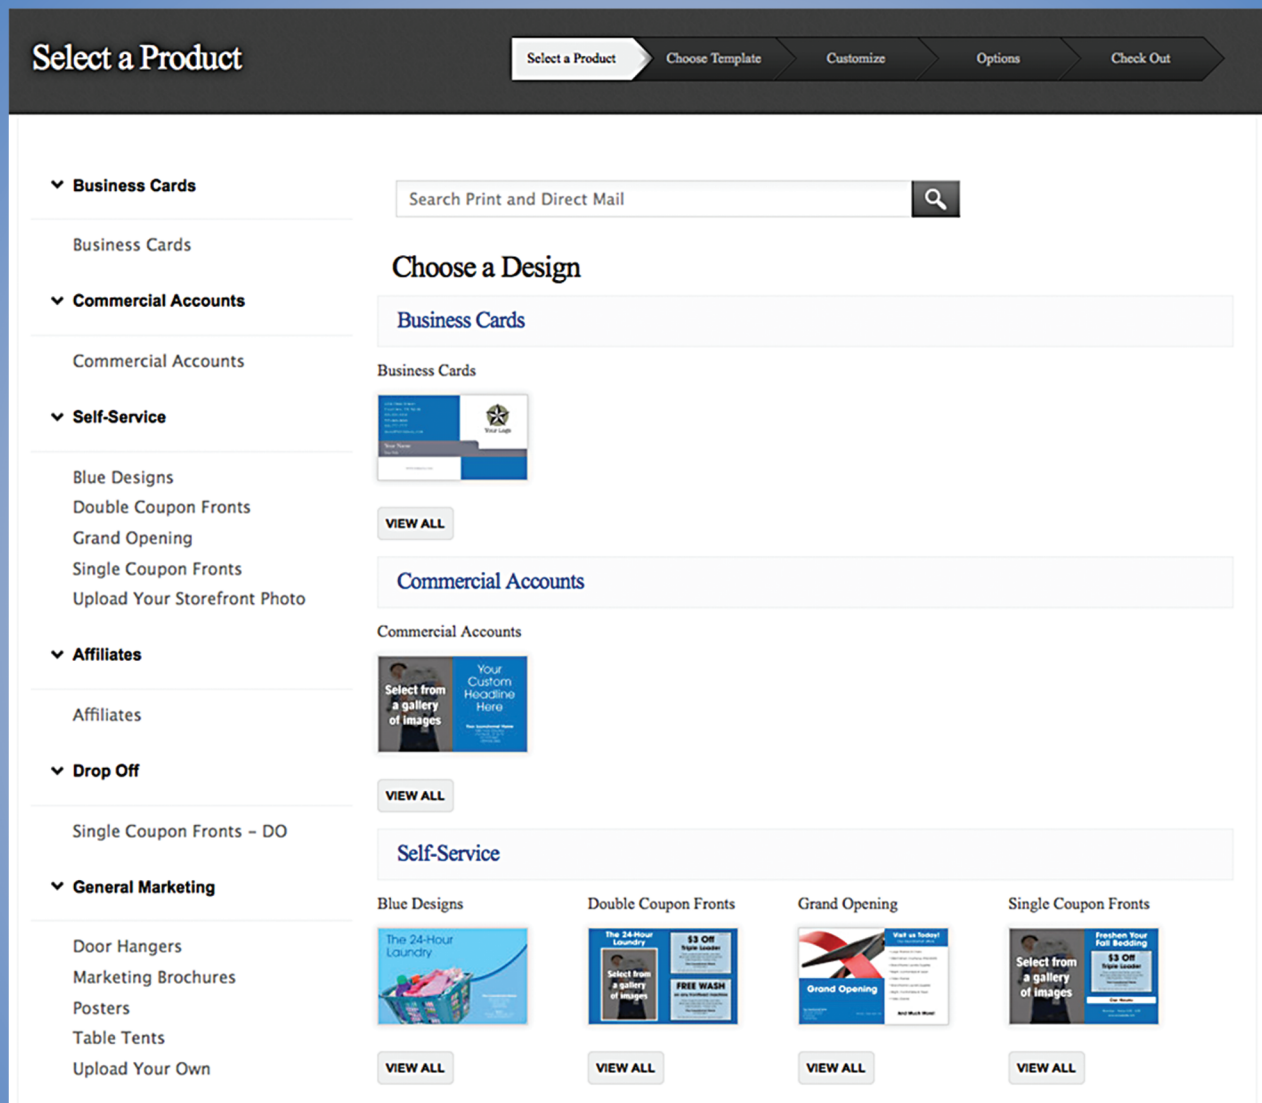 Select a Product
Select a Product
Choose Template
Customize
Options
Check Out
Business Cards
Business Cards
Commercial Accounts
Commercial Accounts
Self-Service
Blue Designs
Double Coupon Fronts
Grand Opening
Single Coupon Fronts
Upload Your Storefront Photo
Affiliates
Affiliates
Drop Off
Single Coupon Fronts – DO
General Marketing
Door Hangers
Marketing Brochures
Posters
Table Tents
Upload Your Own
Search Print and Direct Mail
Choose a Design
Business Cards
Business Cards
Your Logo
Your Name
VIEW ALL
Commercial Accounts
Commercial Accounts
Select from
a gallery
of images
Your
Custom
Headline
Here
VIEW ALL
Self-Service
Blue Designs
The 24-Hour
Laundry
VIEW ALL
Double Coupon Fronts
The 24-Hour
Laundry
Select from
a gallery
of images
$3 Off
Triple Loader
FREE WASH
VIEW ALL
Grand Opening
Visit us Today!
Grand Opening
And Much More!
VIEW ALL
Single Coupon Fronts
Select from
a gallery
of images
Freshen Your
Fall Bedding
$3 Off
Triple Loader
Our Hours
VIEW ALL